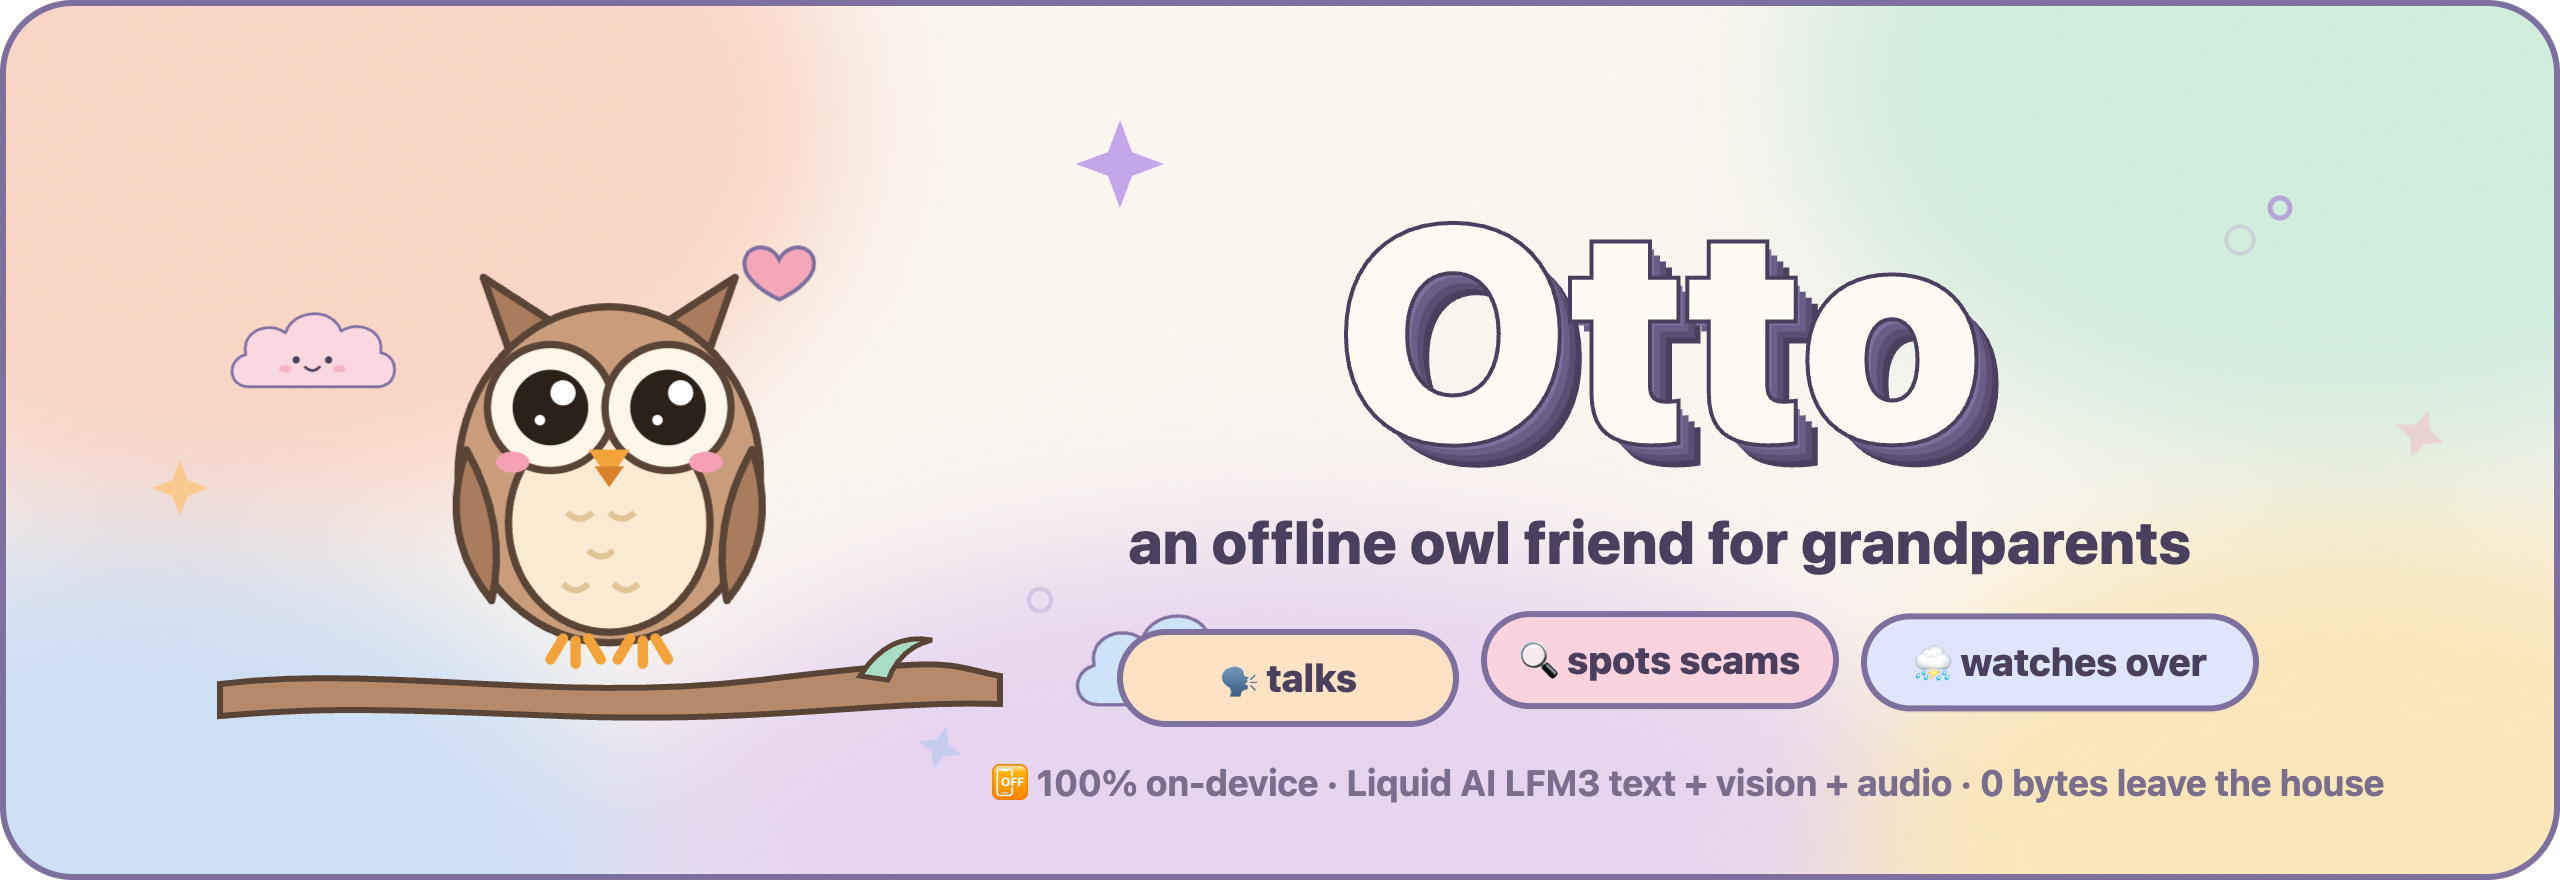 Otto
an offline owl friend for grandparents
🗣️ talks
🔍 spots scams
⛈️ watches over
📴 100% on-device · Liquid AI LFM3 text + vision + audio · 0 bytes leave the house